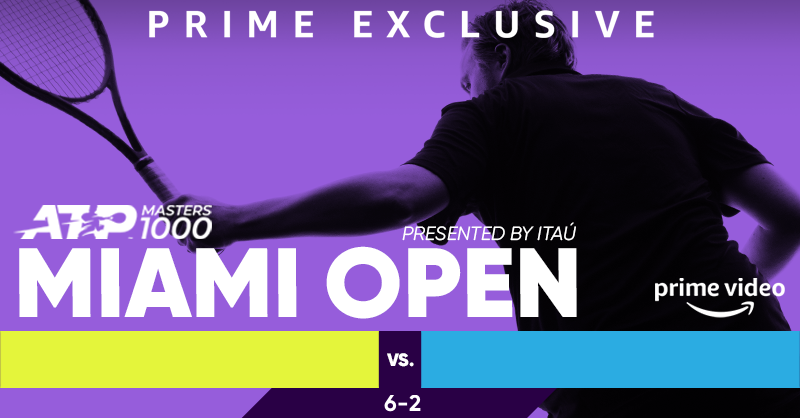 PRIME EXCLUSIVE
ATP MASTERS 1000
PRESENTED BY ITAÚ
MIAMI OPEN
prime video
vs.
6-2